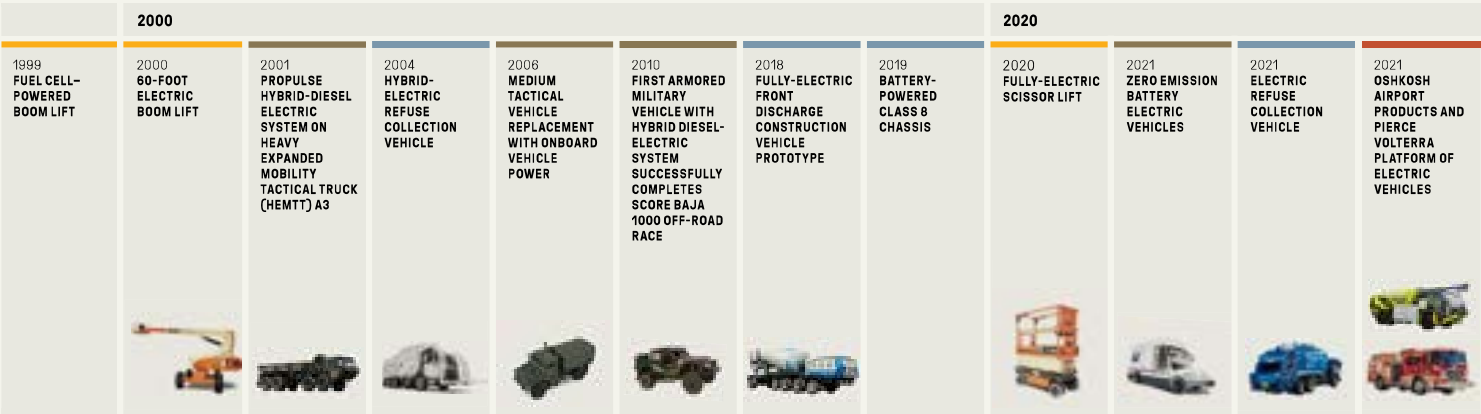 2000
2020
1999
FUEL CELL–
POWERED
BOOM LIFT
2000
60-FOOT
ELECTRIC
BOOM LIFT
2001
PROPULSE
HYBRID-DIESEL
ELECTRIC
SYSTEM ON
HEAVY
EXPANDED
MOBILITY
TACTICAL TRUCK
(HEMTT) A3
2004
HYBRID-
ELECTRIC
REFUSE
COLLECTION
VEHICLE
2006
MEDIUM
TACTICAL
VEHICLE
REPLACEMENT
WITH ONBOARD
VEHICLE
POWER
2010
FIRST ARMORED
MILITARY
VEHICLE WITH
HYBRID DIESEL-
ELECTRIC
SYSTEM
SUCCESSFULLY
COMPLETES
SCORE BAJA
1000 OFF-ROAD
RACE
2018
FULLY-ELECTRIC
FRONT
DISCHARGE
CONSTRUCTION
VEHICLE
PROTOTYPE
2019
BATTERY-
POWERED
CLASS 8
CHASSIS
2020
FULLY-ELECTRIC
SCISSOR LIFT
2021
ZERO EMISSION
BATTERY
ELECTRIC
VEHICLES
2021
ELECTRIC
REFUSE
COLLECTION
VEHICLE
2021
OSHKOSH
AIRPORT
PRODUCTS AND
PIERCE
VOLTERRA
PLATFORM OF
ELECTRIC
VEHICLES